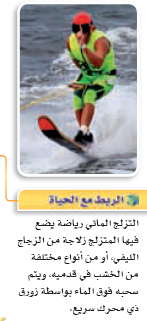 الربط مع الحياة
التزلج المائي رياضة يضع
فيها المتزلج زلاجة من الزجاج
الليفي، أو من أنواع مختلفة
من الخشب في قدميه، ويتم
سحبه فوق الماء بواسطة زورق
ذي محرك سريع.